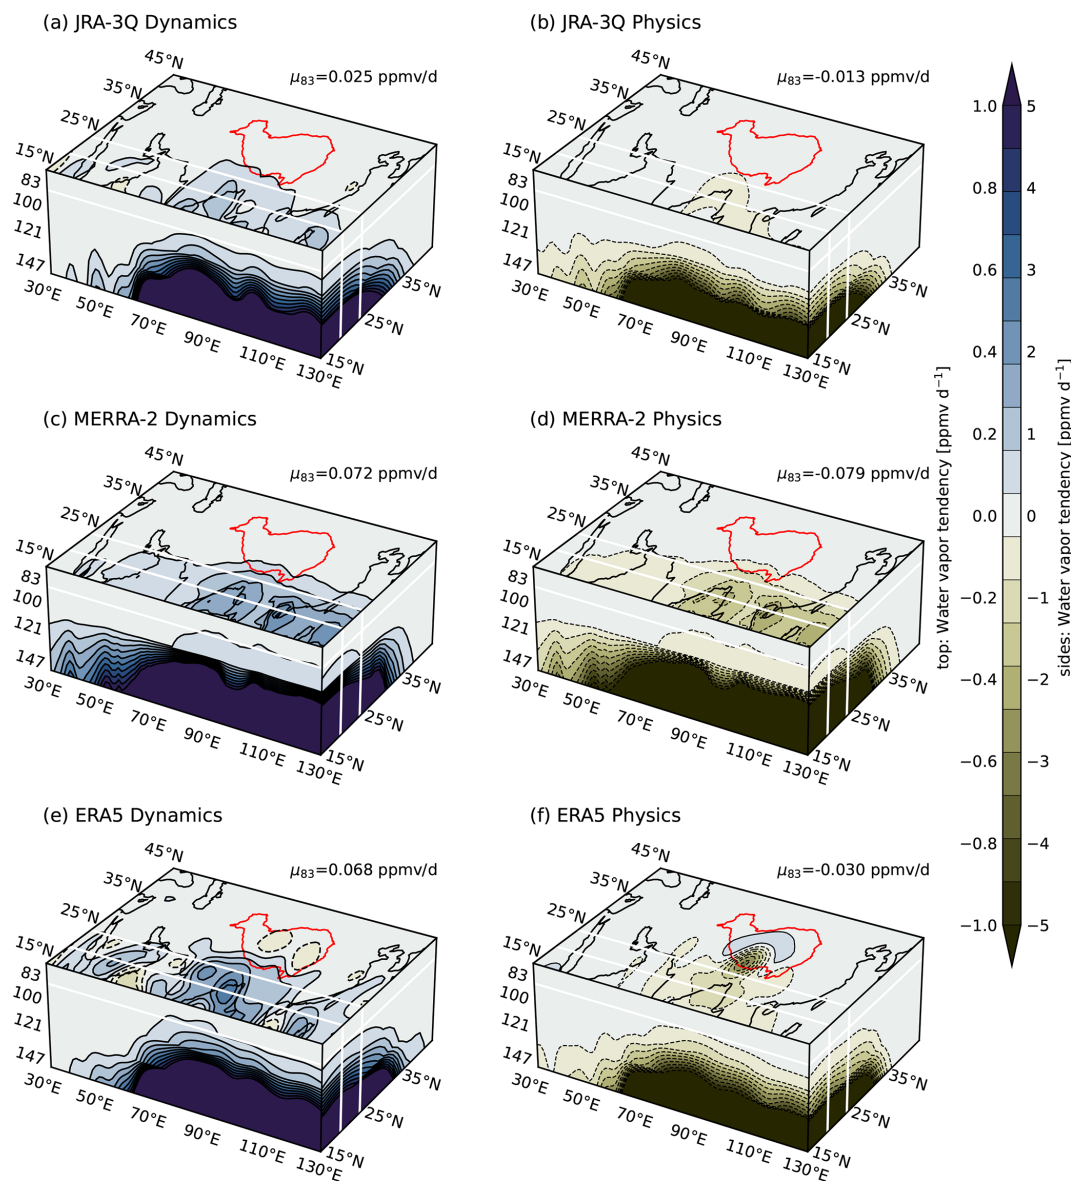 (a) JRA-3Q Dynamics
μ83=0.025 ppmv/d
45°N
35°N
25°N
15°N
83
100
121
147
30°E
50°E
70°E
90°E
110°E
130°E
15°N
25°N
35°N
(b) JRA-3Q Physics
μ83=-0.013 ppmv/d
45°N
35°N
25°N
15°N
83
100
121
147
30°E
50°E
70°E
90°E
110°E
130°E
15°N
25°N
35°N
(c) MERRA-2 Dynamics
μ83=0.072 ppmv/d
45°N
35°N
25°N
15°N
83
100
121
147
30°E
50°E
70°E
90°E
110°E
130°E
15°N
25°N
35°N
(d) MERRA-2 Physics
μ83=-0.079 ppmv/d
45°N
35°N
25°N
15°N
83
100
121
147
30°E
50°E
70°E
90°E
110°E
130°E
15°N
25°N
35°N
(e) ERA5 Dynamics
μ83=0.068 ppmv/d
45°N
35°N
25°N
15°N
83
100
121
147
30°E
50°E
70°E
90°E
110°E
130°E
15°N
25°N
35°N
(f) ERA5 Physics
μ83=-0.030 ppmv/d
45°N
35°N
25°N
15°N
83
100
121
147
30°E
50°E
70°E
90°E
110°E
130°E
15°N
25°N
35°N
top: Water vapor tendency [ppmv d⁻¹]
1.0
0.8
0.6
0.4
0.2
0.0
−0.2
−0.4
−0.6
−0.8
−1.0
5
4
3
2
1
0
−1
−2
−3
−4
−5
sides: Water vapor tendency [ppmv d⁻¹]